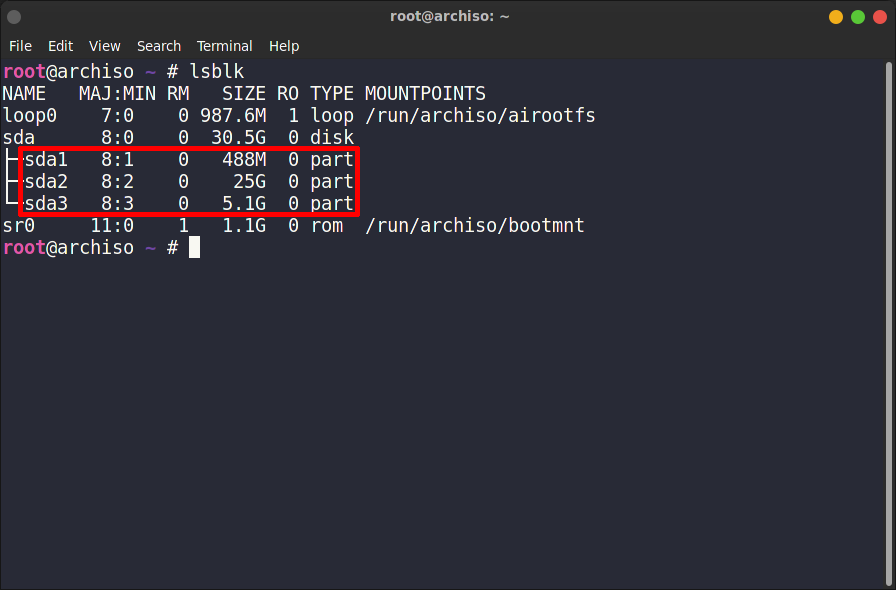 root@archiso: ~
File Edit View Search Terminal Help
root@archiso ~ # lsblk
NAME   MAJ:MIN RM   SIZE RO TYPE MOUNTPOINTS
loop0    7:0    0 987.6M  1 loop /run/archiso/airootfs
sda      8:0    0  30.5G  0 disk
├─sda1   8:1    0   488M  0 part
├─sda2   8:2    0    25G  0 part
└─sda3   8:3    0   5.1G  0 part
sr0     11:0    1   1.1G  0 rom  /run/archiso/bootmnt
root@archiso ~ #